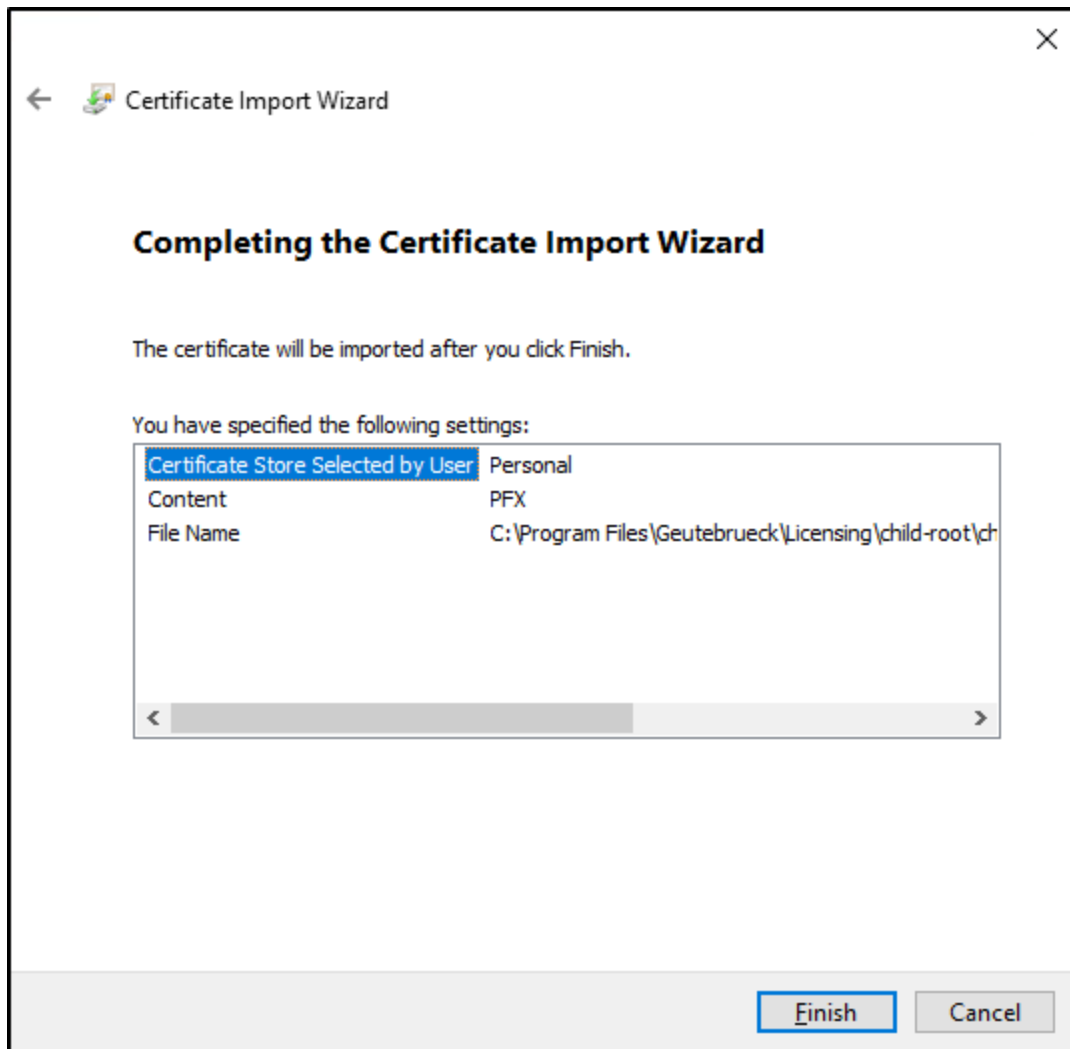 Certificate Import Wizard
Completing the Certificate Import Wizard
The certificate will be imported after you click Finish.
You have specified the following settings:
Certificate Store Selected by User Personal
Content PFX
File Name C:\Program Files\Geutebrueck\Licensing\child-root\ch
Finish Cancel